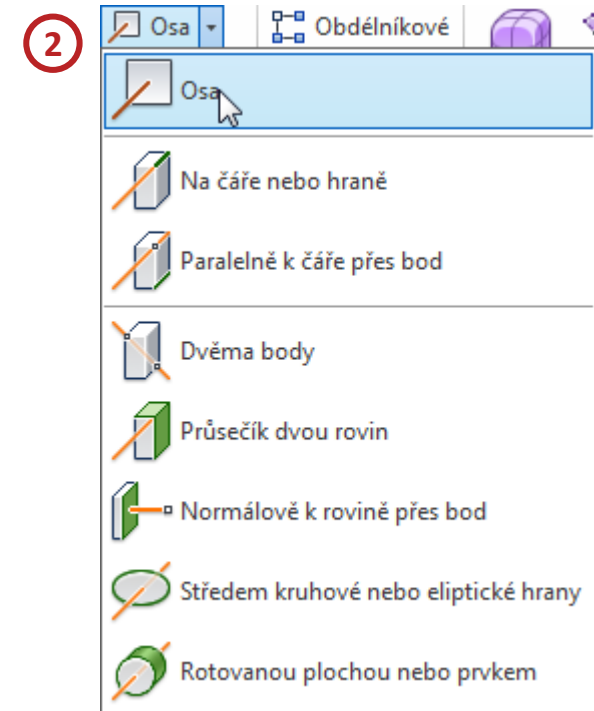 2
Osa
Obdélníkové
Osa
Na čáře nebo hraně
Paralelně k čáře přes bod
Dvěma body
Průsečík dvou rovin
Normálově k rovině přes bod
Středem kruhové nebo eliptické hrany
Rotovanou plochou nebo prvkem